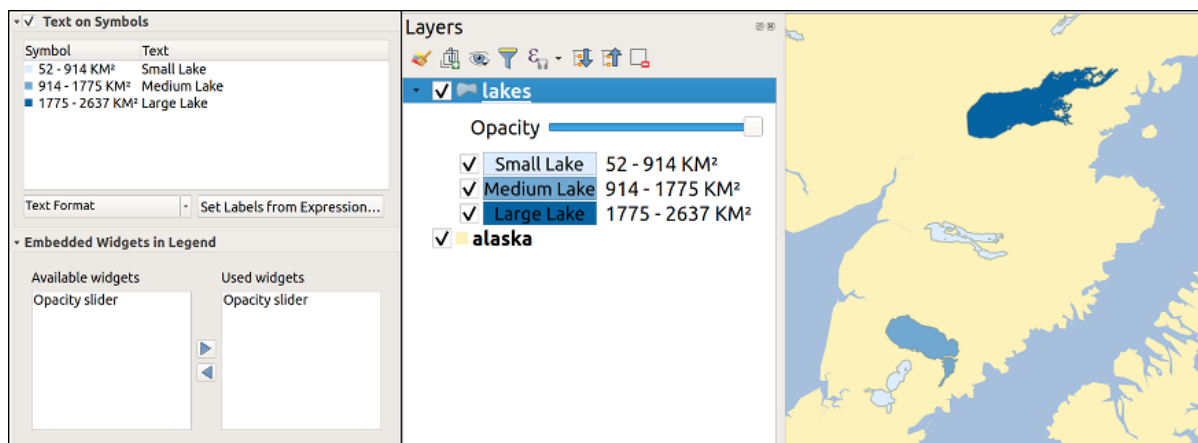 Text on Symbols
Symbol Text
52 - 914 KM² Small Lake
914 - 1775 KM² Medium Lake
1775 - 2637 KM² Large Lake
Text Format
Set Labels from Expression...
Embedded Widgets in Legend
Available widgets
Opacity slider
Used widgets
Opacity slider
Layers
lakes
Opacity
Small Lake 52 - 914 KM²
Medium Lake 914 - 1775 KM²
Large Lake 1775 - 2637 KM²
alaska